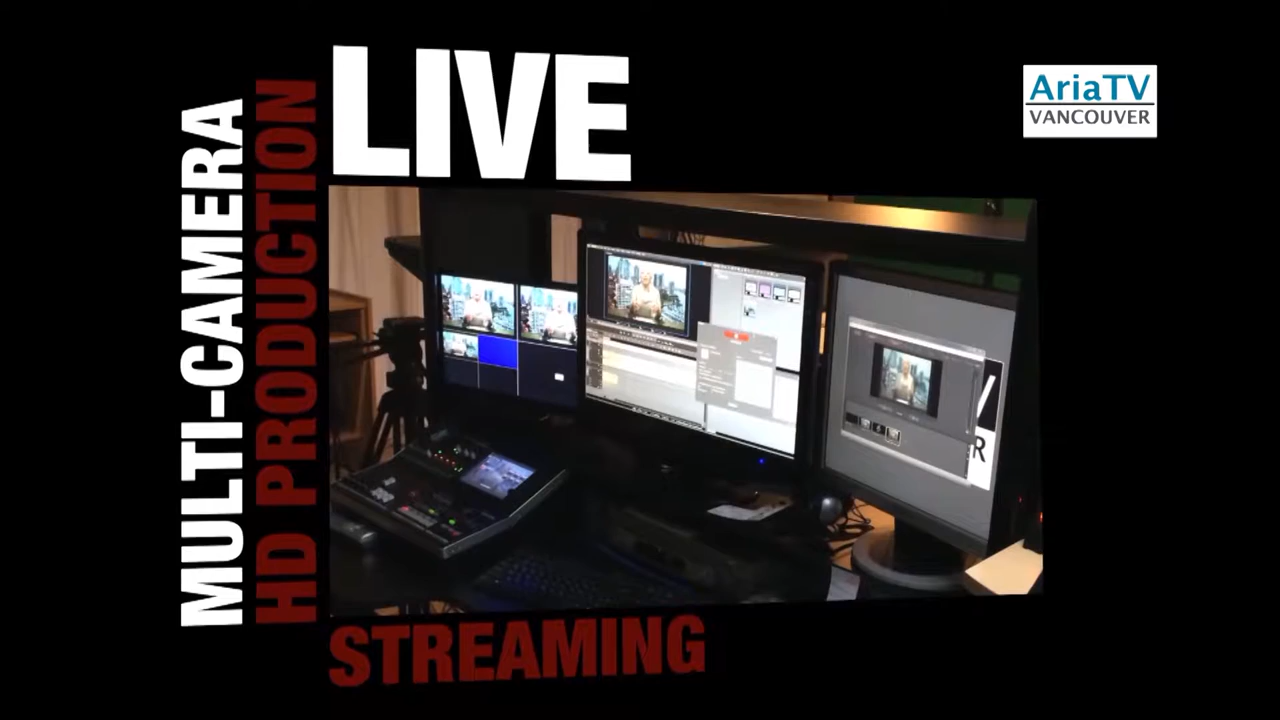 LIVE
MULTI-CAMERA
HD PRODUCTION
STREAMING
AriaTV
VANCOUVER
R